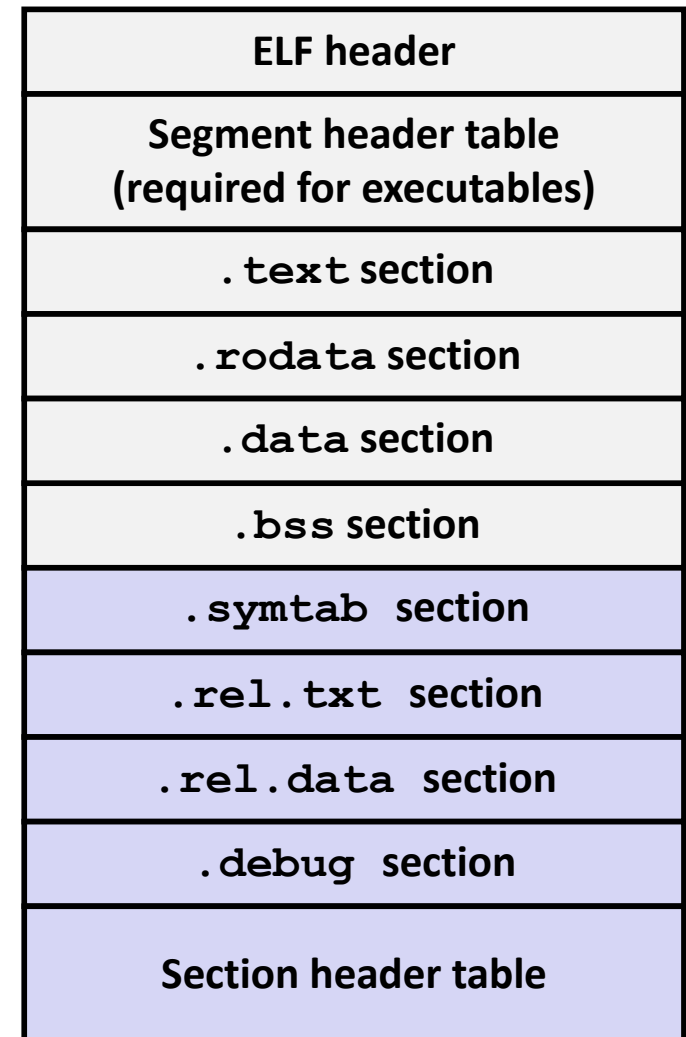 ELF header
Segment header table
(required for executables)
.text section
.rodata section
.data section
.bss section
.symtab section
.rel.txt section
.rel.data section
.debug section
Section header table